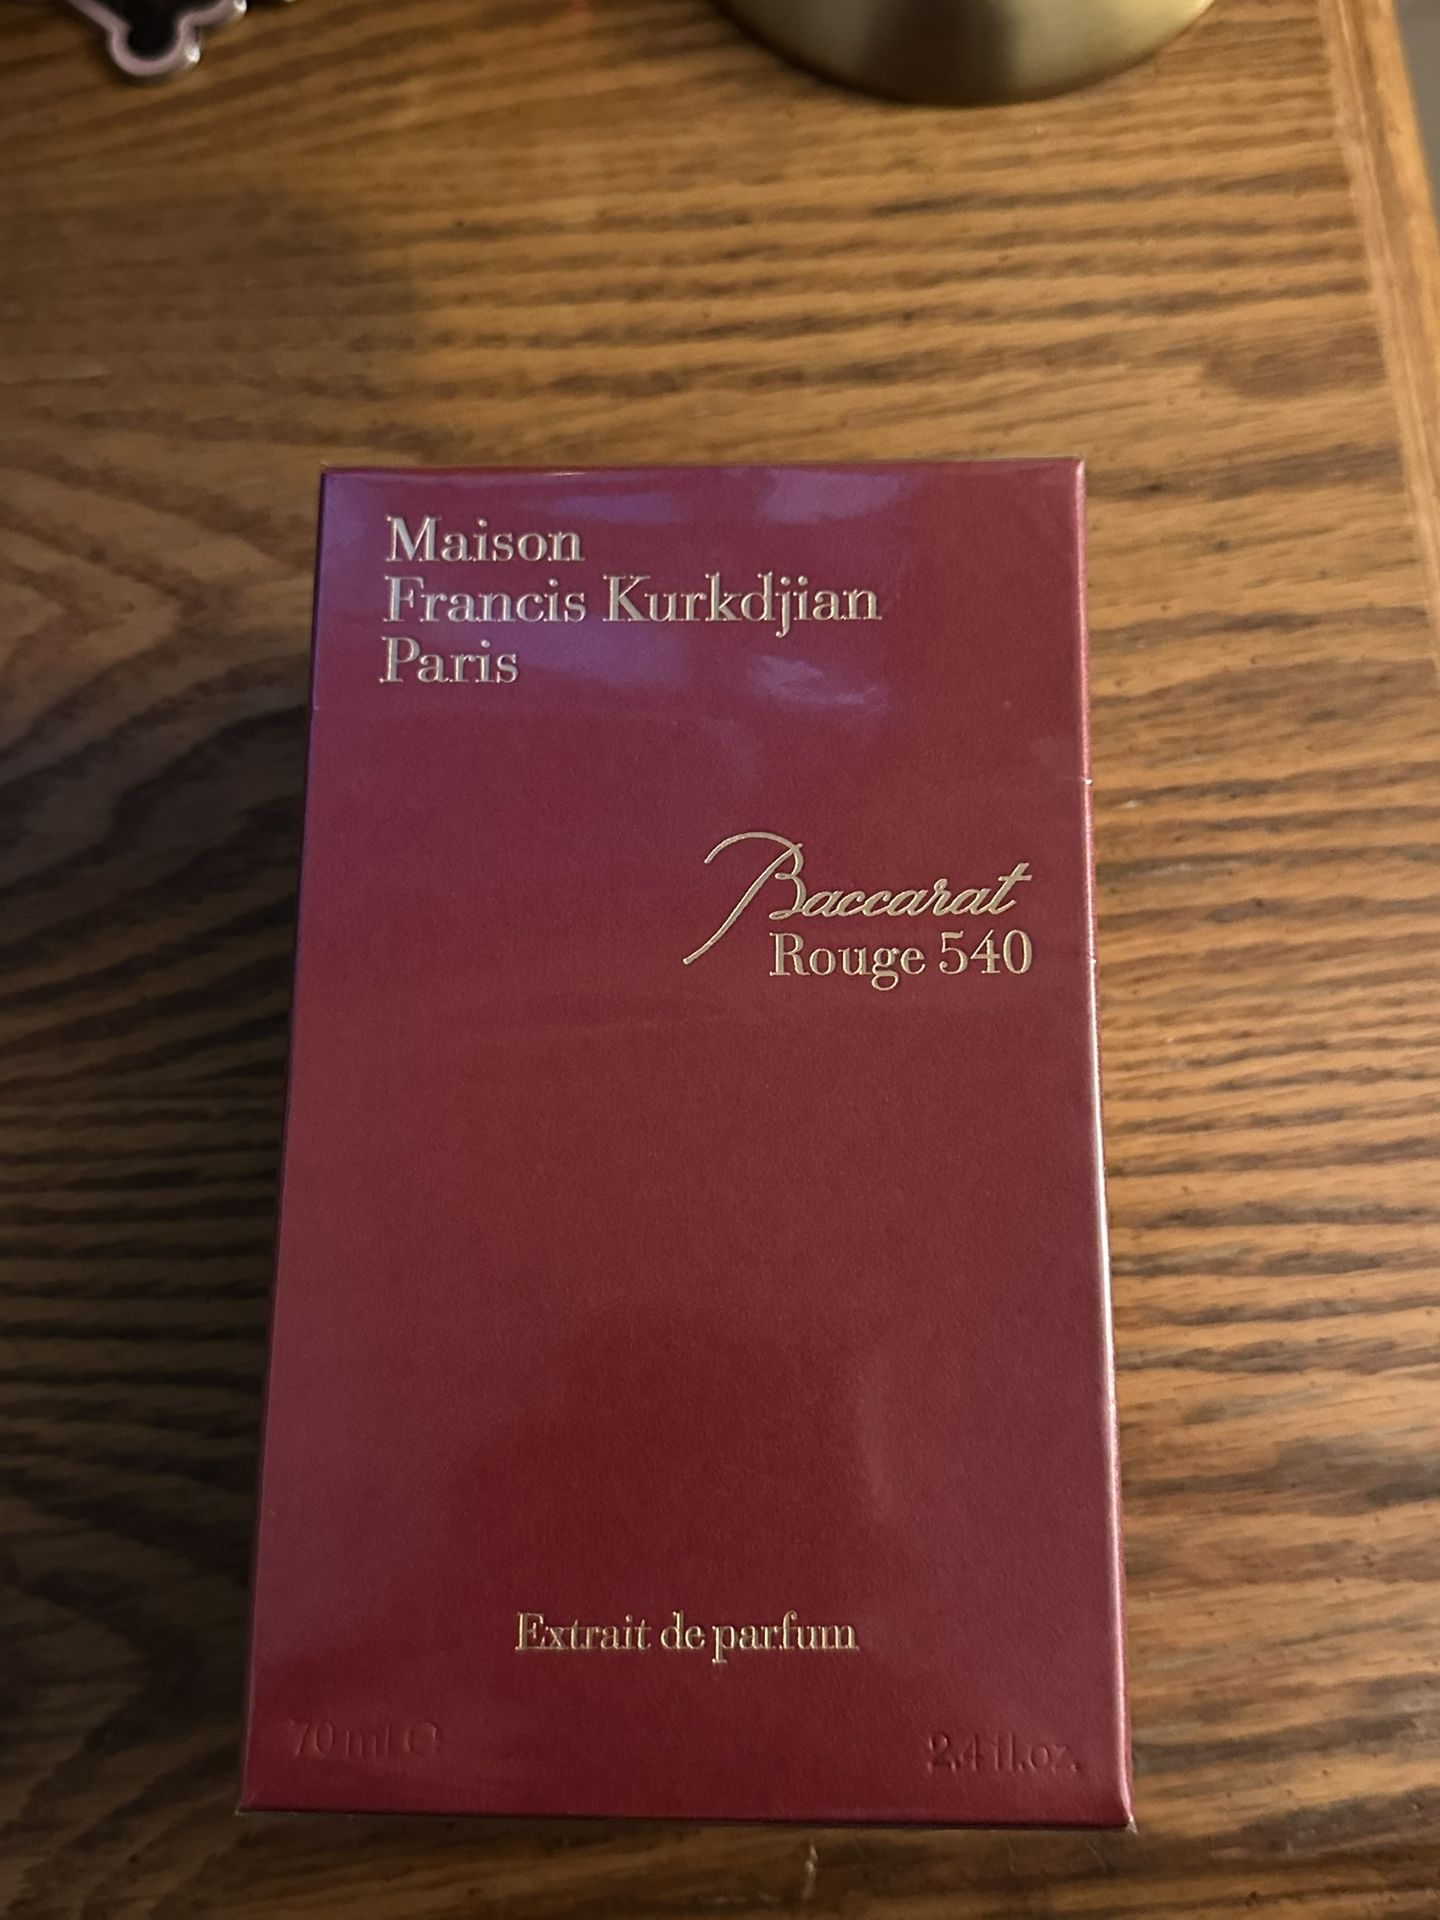 Maison
Francis Kurkdjian
Paris
Baccarat
Rouge 540
Extrait de parfum
70 ml ℮ 2.4 fl.oz.